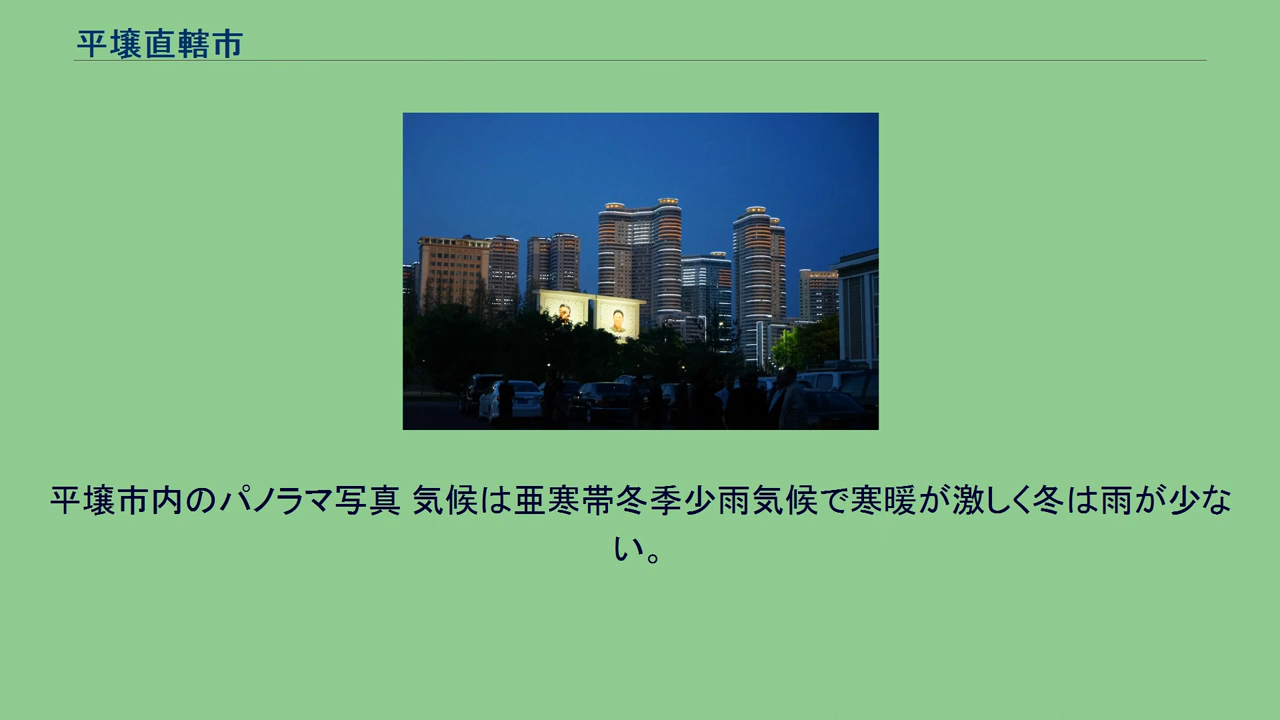 平壌直轄市
平壌市内のパノラマ写真 気候は亜寒帯冬季少雨気候で寒暖が激しく冬は雨が少な
い。